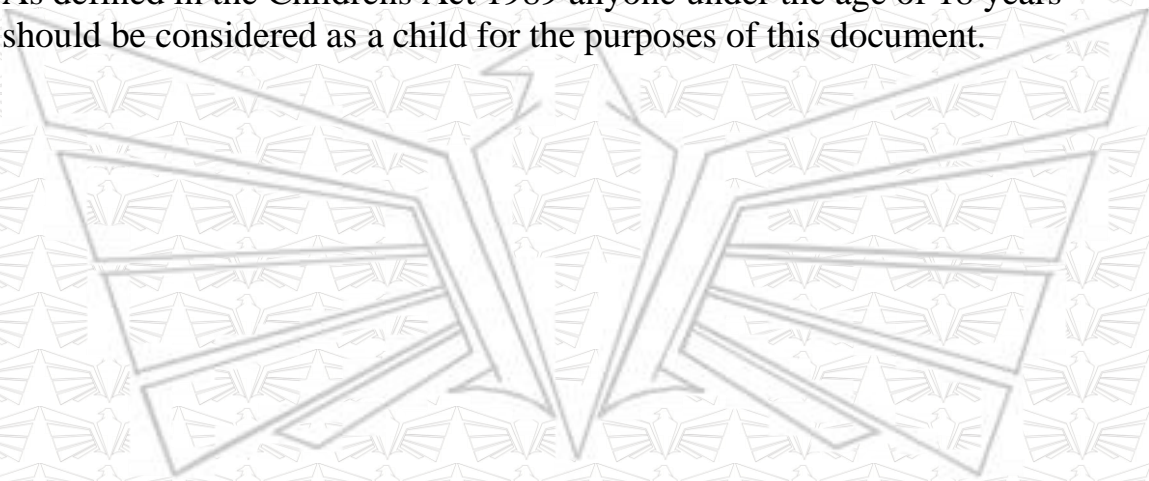 As defined in the Childrens Act 1989 anyone under the age of 18 years
should be considered as a child for the purposes of this document.